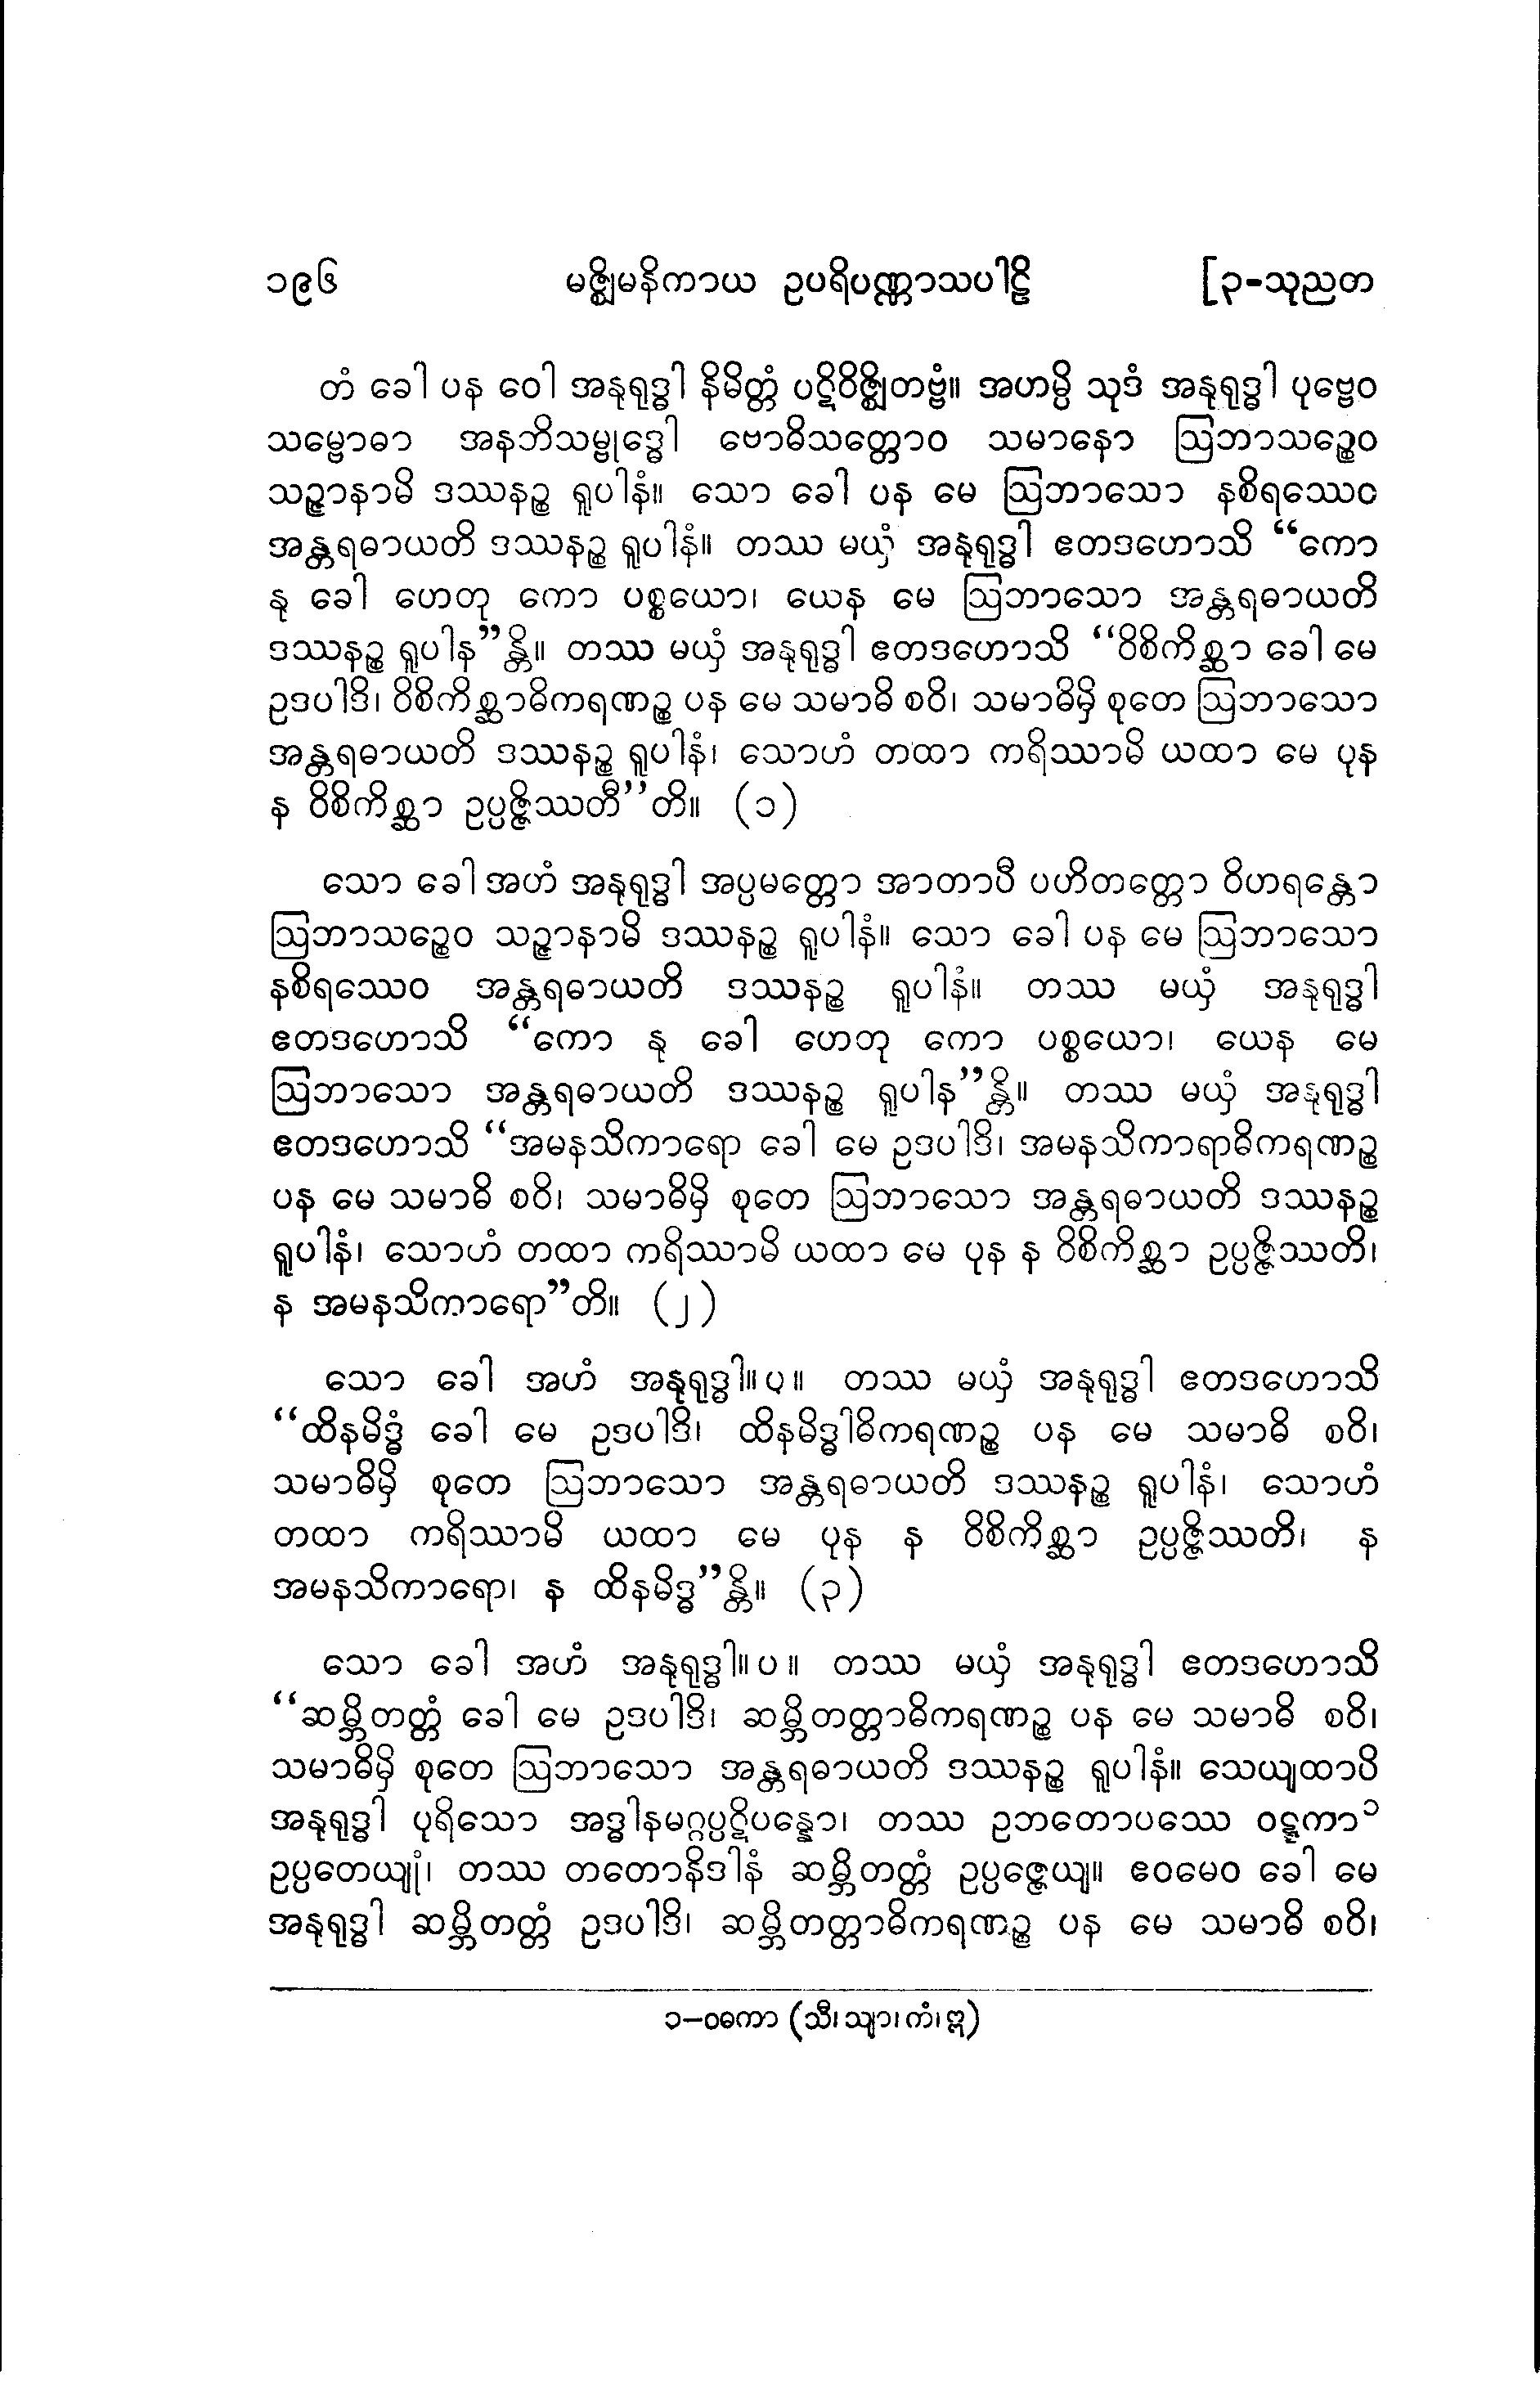 ၁၉၆ မဇ္ဈိမနိကာယ ဥပရိပဏ္ဏာသပါဠိ [၃-သုညတ
တံ ခေါ ပန ဝေါ အနုရုဒ္ဓါ နိမိတ္တံ ပဋိဝိဇ္ဈိတဗ္ဗံ။ အဟမ္ပိ သုဒံ အနုရုဒ္ဓါ ပုဗ္ဗေဝ
သမ္ဗောဓာ အနဘိသမ္ဗုဒ္ဓေါ ဗောဓိသတ္တောဝ သမာနော ဩဘာသဉ္စေဝ
သဉ္ဇာနာမိ ဒဿနဉ္စ ရူပါနံ။ သော ခေါ ပန မေ ဩဘာသော နစိရဿေဝ
အန္တရဓာယတိ ဒဿနဉ္စ ရူပါနံ။ တဿ မယှံ အနုရုဒ္ဓါ ဧတဒဟောသိ “ကော
နု ခေါ ဟေတု ကော ပစ္စယော၊ ယေန မေ ဩဘာသော အန္တရဓာယတိ
ဒဿနဉ္စ ရူပါန”န္တိ။ တဿ မယှံ အနုရုဒ္ဓါ ဧတဒဟောသိ “ဝိစိကိစ္ဆာ ခေါ မေ
ဥဒပါဒိ၊ ဝိစိကိစ္ဆာဓိကရဏဉ္စ ပန မေ သမာဓိ စဝိ၊ သမာဓိမှိ စုတေ ဩဘာသော
အန္တရဓာယတိ ဒဿနဉ္စ ရူပါနံ၊ သောဟံ တထာ ကရိဿာမိ ယထာ မေ ပုန
န ဝိစိကိစ္ဆာ ဥပ္ပဇ္ဇိဿတီ”တိ။ (၁)
သော ခေါ အဟံ အနုရုဒ္ဓါ အပ္ပမတ္တော အာတာပီ ပဟိတတ္တော ဝိဟရန္တော
ဩဘာသဉ္စေဝ သဉ္ဇာနာမိ ဒဿနဉ္စ ရူပါနံ။ သော ခေါ ပန မေ ဩဘာသော
နစိရဿေဝ အန္တရဓာယတိ ဒဿနဉ္စ ရူပါနံ။ တဿ မယှံ အနုရုဒ္ဓါ
ဧတဒဟောသိ “ကော နု ခေါ ဟေတု ကော ပစ္စယော၊ ယေန မေ
ဩဘာသော အန္တရဓာယတိ ဒဿနဉ္စ ရူပါန”န္တိ။ တဿ မယှံ အနုရုဒ္ဓါ
ဧတဒဟောသိ “အမနသိကာရော ခေါ မေ ဥဒပါဒိ၊ အမနသိကာရာဓိကရဏဉ္စ
ပန မေ သမာဓိ စဝိ၊ သမာဓိမှိ စုတေ ဩဘာသော အန္တရဓာယတိ ဒဿနဉ္စ
ရူပါနံ၊ သောဟံ တထာ ကရိဿာမိ ယထာ မေ ပုန န ဝိစိကိစ္ဆာ ဥပ္ပဇ္ဇိဿတိ၊
န အမနသိကာရော”တိ။ (၂)
သော ခေါ အဟံ အနုရုဒ္ဓါ။ပ။ တဿ မယှံ အနုရုဒ္ဓါ ဧတဒဟောသိ
“ထိနမိဒ္ဓံ ခေါ မေ ဥဒပါဒိ၊ ထိနမိဒ္ဓါဓိကရဏဉ္စ ပန မေ သမာဓိ စဝိ၊
သမာဓိမှိ စုတေ ဩဘာသော အန္တရဓာယတိ ဒဿနဉ္စ ရူပါနံ၊ သောဟံ
တထာ ကရိဿာမိ ယထာ မေ ပုန န ဝိစိကိစ္ဆာ ဥပ္ပဇ္ဇိဿတိ၊ န
အမနသိကာရော၊ န ထိနမိဒ္ဓ”န္တိ။ (၃)
သော ခေါ အဟံ အနုရုဒ္ဓါ။ပ။ တဿ မယှံ အနုရုဒ္ဓါ ဧတဒဟောသိ
“ဆမ္ဘိတတ္တံ ခေါ မေ ဥဒပါဒိ၊ ဆမ္ဘိတတ္တာဓိကရဏဉ္စ ပန မေ သမာဓိ စဝိ၊
သမာဓိမှိ စုတေ ဩဘာသော အန္တရဓာယတိ ဒဿနဉ္စ ရူပါနံ။ သေယျထာပိ
အနုရုဒ္ဓါ ပုရိသော အဒ္ဓါနမဂ္ဂပ္ပဋိပန္နော၊ တဿ ဥဘတောပဿေ ဝဋ္ဋကာ၁
ဥပ္ပတေယျုံ၊ တဿ တတောနိဒါနံ ဆမ္ဘိတတ္တံ ဥပ္ပဇ္ဇေယျ။ ဧဝမေဝ ခေါ မေ
အနုရုဒ္ဓါ ဆမ္ဘိတတ္တံ ဥဒပါဒိ၊ ဆမ္ဘိတတ္တာဓိကရဏဉ္စ ပန မေ သမာဓိ စဝိ၊
၁–ဝဓကာ (သီ၊ သျာ၊ ကံ၊ ဣ)